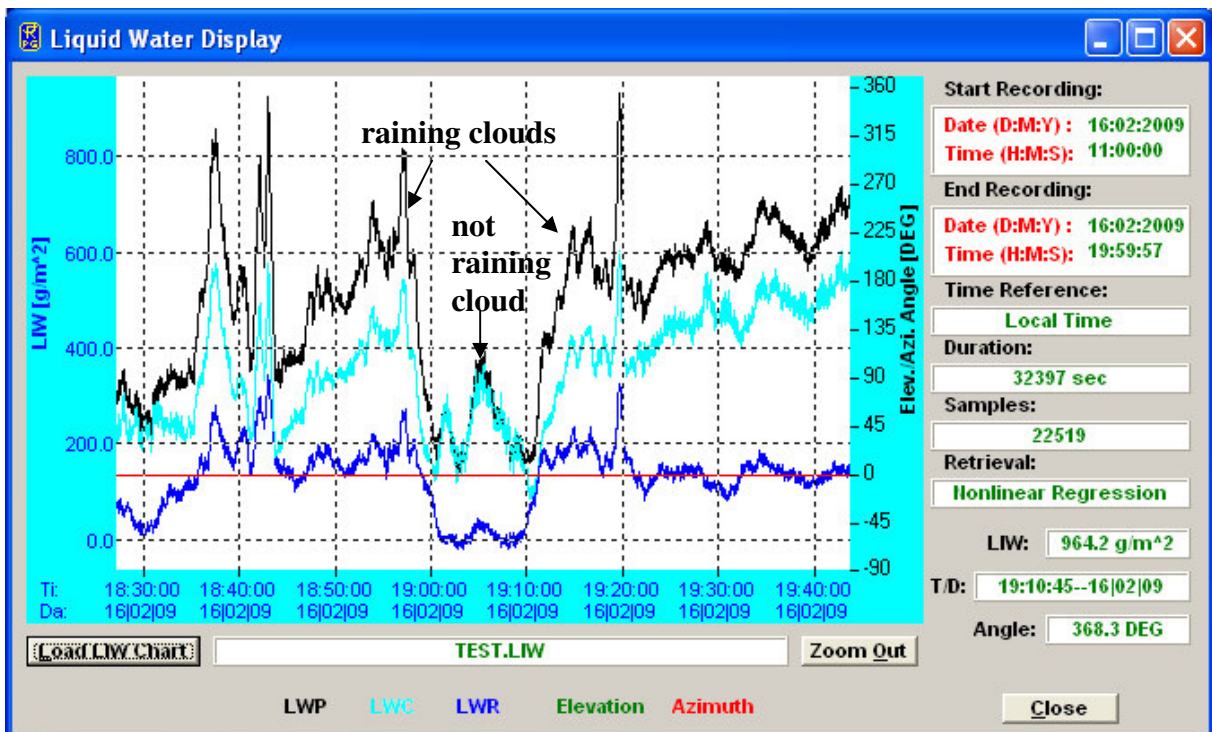 Liquid Water Display
360
315
270
225
180
135
90
45
0
-45
-90
Elev./Azi. Angle [DEG]
800.0
600.0
400.0
200.0
0.0
LIW [g/m^2]
raining clouds
not
raining
cloud
Ti: 18:30:00 18:40:00 18:50:00 19:00:00 19:10:00 19:20:00 19:30:00 19:40:00
Da: 16|02|09 16|02|09 16|02|09 16|02|09 16|02|09 16|02|09 16|02|09 16|02|09
Load LIW Chart TEST.LIW Zoom Out
LWP LWC LWR Elevation Azimuth
Start Recording:
Date (D:M:Y) : 16:02:2009
Time (H:M:S): 11:00:00
End Recording:
Date (D:M:Y) : 16:02:2009
Time (H:M:S): 19:59:57
Time Reference:
Local Time
Duration:
32397 sec
Samples:
22519
Retrieval:
Nonlinear Regression
LIW: 964.2 g/m^2
T/D: 19:10:45--16|02|09
Angle: 368.3 DEG
Close